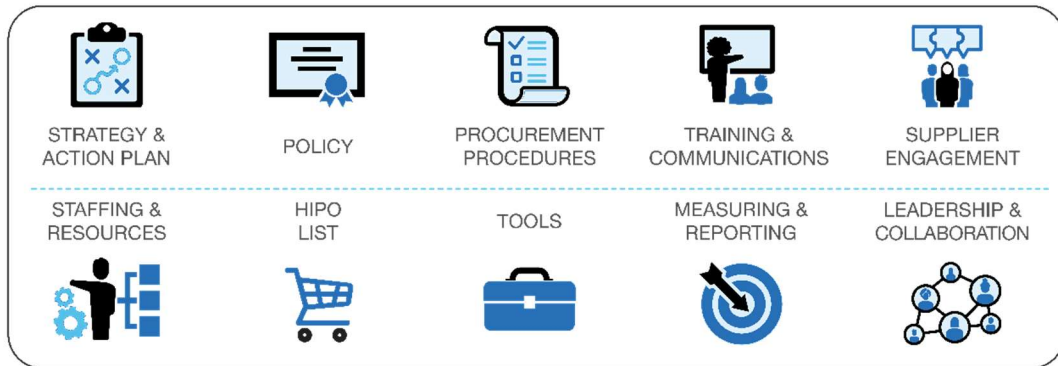 STRATEGY &
ACTION PLAN
POLICY
PROCUREMENT
PROCEDURES
TRAINING &
COMMUNICATIONS
SUPPLIER
ENGAGEMENT
STAFFING &
RESOURCES
HIPO
LIST
TOOLS
MEASURING &
REPORTING
LEADERSHIP &
COLLABORATION